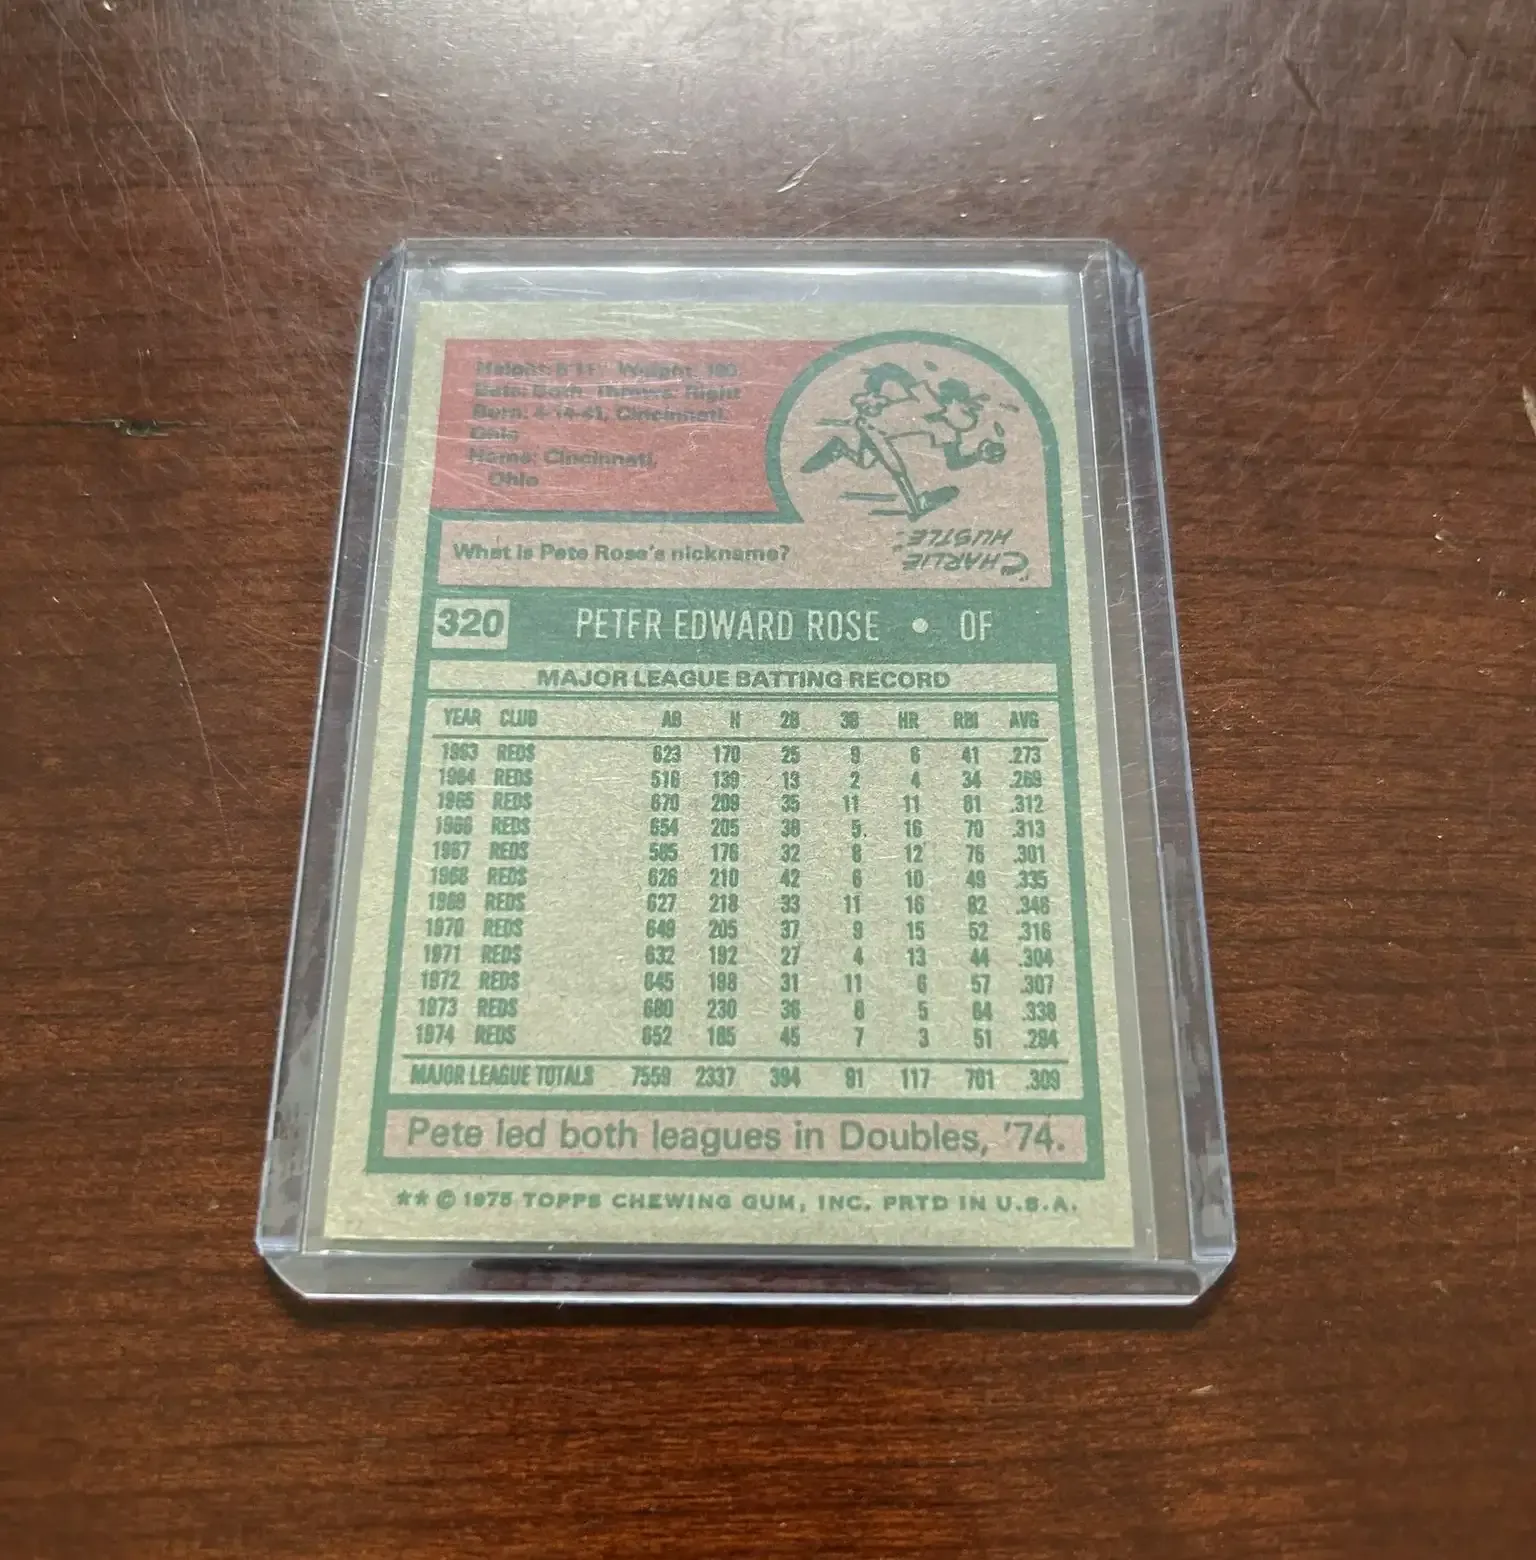 Height: 5'11" Weight: 190
Bats: Both Throws: Right
Born: 4-14-41, Cincinnati,
Ohio
Home: Cincinnati,
Ohio
"CHARLIE
HUSTLE"
What is Pete Rose's nickname?
320 PETER EDWARD ROSE • OF
MAJOR LEAGUE BATTING RECORD
YEAR CLUB AB H 2B 3B HR RBI AVG
1963 REDS 623 170 25 9 6 41 .273
1964 REDS 516 139 13 2 4 34 .269
1965 REDS 670 209 35 11 11 81 .312
1966 REDS 654 205 38 5 16 70 .313
1967 REDS 585 176 32 8 12 76 .301
1968 REDS 626 210 42 6 10 49 .335
1969 REDS 627 218 33 11 16 82 .348
1970 REDS 649 205 37 9 15 52 .316
1971 REDS 632 192 27 4 13 44 .304
1972 REDS 645 198 31 11 6 57 .307
1973 REDS 680 230 36 8 5 64 .338
1974 REDS 652 185 45 7 3 51 .284
MAJOR LEAGUE TOTALS 7559 2337 394 91 117 701 .309
Pete led both leagues in Doubles, '74.
** © 1975 TOPPS CHEWING GUM, INC. PRTD IN U.S.A.